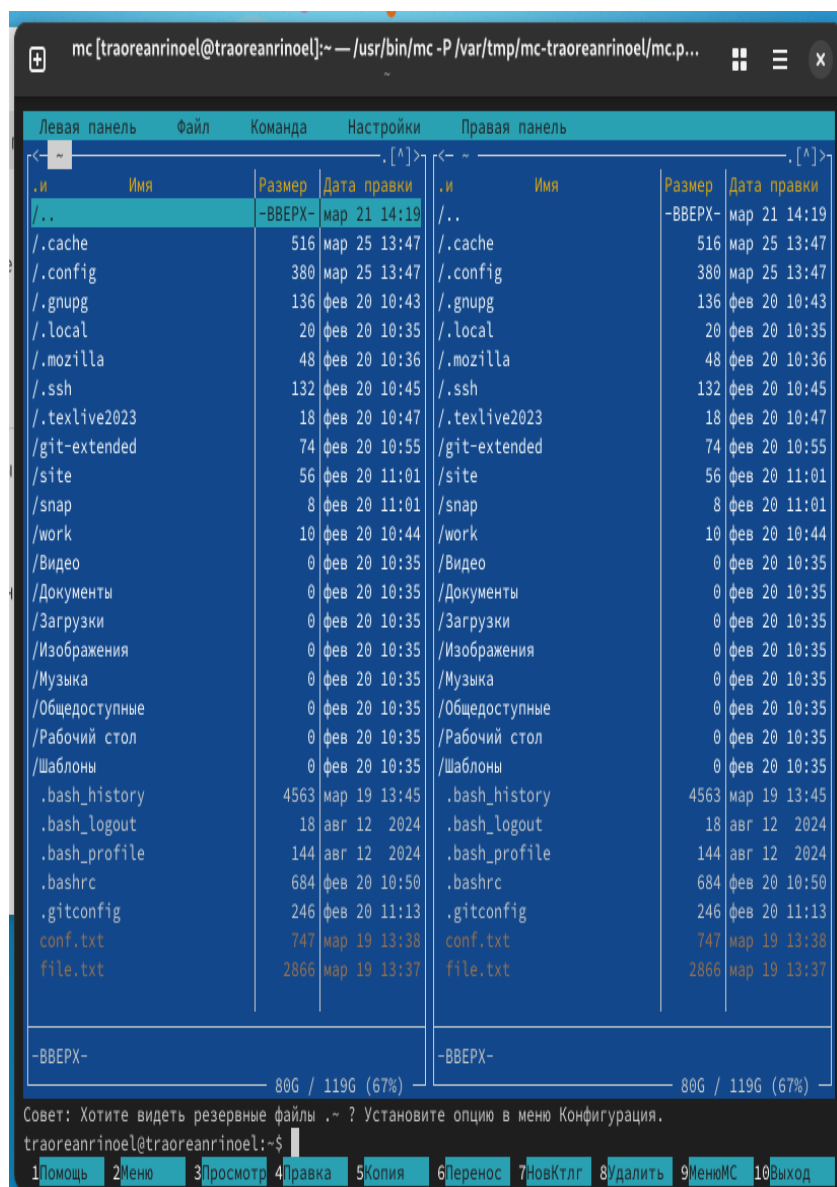 mc [traoreanrinoel@traoreanrinoel]:~ — /usr/bin/mc -P /var/tmp/mc-traoreanrinoel/mc.p...
~
Левая панель Файл Команда Настройки Правая панель
<─ ~ ─.[^]>┐┌<─ ~ ─.[^]>
.и Имя Размер Дата правки .и Имя Размер Дата правки
/.. -ВВЕРХ- мар 21 14:19 /.. -ВВЕРХ- мар 21 14:19
/.cache 516 мар 25 13:47 /.cache 516 мар 25 13:47
/.config 380 мар 25 13:47 /.config 380 мар 25 13:47
/.gnupg 136 фев 20 10:43 /.gnupg 136 фев 20 10:43
/.local 20 фев 20 10:35 /.local 20 фев 20 10:35
/.mozilla 48 фев 20 10:36 /.mozilla 48 фев 20 10:36
/.ssh 132 фев 20 10:45 /.ssh 132 фев 20 10:45
/.texlive2023 18 фев 20 10:47 /.texlive2023 18 фев 20 10:47
/git-extended 74 фев 20 10:55 /git-extended 74 фев 20 10:55
/site 56 фев 20 11:01 /site 56 фев 20 11:01
/snap 8 фев 20 11:01 /snap 8 фев 20 11:01
/work 10 фев 20 10:44 /work 10 фев 20 10:44
/Видео 0 фев 20 10:35 /Видео 0 фев 20 10:35
/Документы 0 фев 20 10:35 /Документы 0 фев 20 10:35
/Загрузки 0 фев 20 10:35 /Загрузки 0 фев 20 10:35
/Изображения 0 фев 20 10:35 /Изображения 0 фев 20 10:35
/Музыка 0 фев 20 10:35 /Музыка 0 фев 20 10:35
/Общедоступные 0 фев 20 10:35 /Общедоступные 0 фев 20 10:35
/Рабочий стол 0 фев 20 10:35 /Рабочий стол 0 фев 20 10:35
/Шаблоны 0 фев 20 10:35 /Шаблоны 0 фев 20 10:35
.bash_history 4563 мар 19 13:45 .bash_history 4563 мар 19 13:45
.bash_logout 18 авг 12 2024 .bash_logout 18 авг 12 2024
.bash_profile 144 авг 12 2024 .bash_profile 144 авг 12 2024
.bashrc 684 фев 20 10:50 .bashrc 684 фев 20 10:50
.gitconfig 246 фев 20 11:13 .gitconfig 246 фев 20 11:13
conf.txt 747 мар 19 13:38 conf.txt 747 мар 19 13:38
file.txt 2866 мар 19 13:37 file.txt 2866 мар 19 13:37
-ВВЕРХ- -ВВЕРХ-
80G / 119G (67%) 80G / 119G (67%)
Совет: Хотите видеть резервные файлы .~ ? Установите опцию в меню Конфигурация.
traoreanrinoel@traoreanrinoel:~$
1Помощь 2Меню 3Просмотр 4Правка 5Копия 6Перенос 7НовКтлг 8Удалить 9МенюМС 10Выход